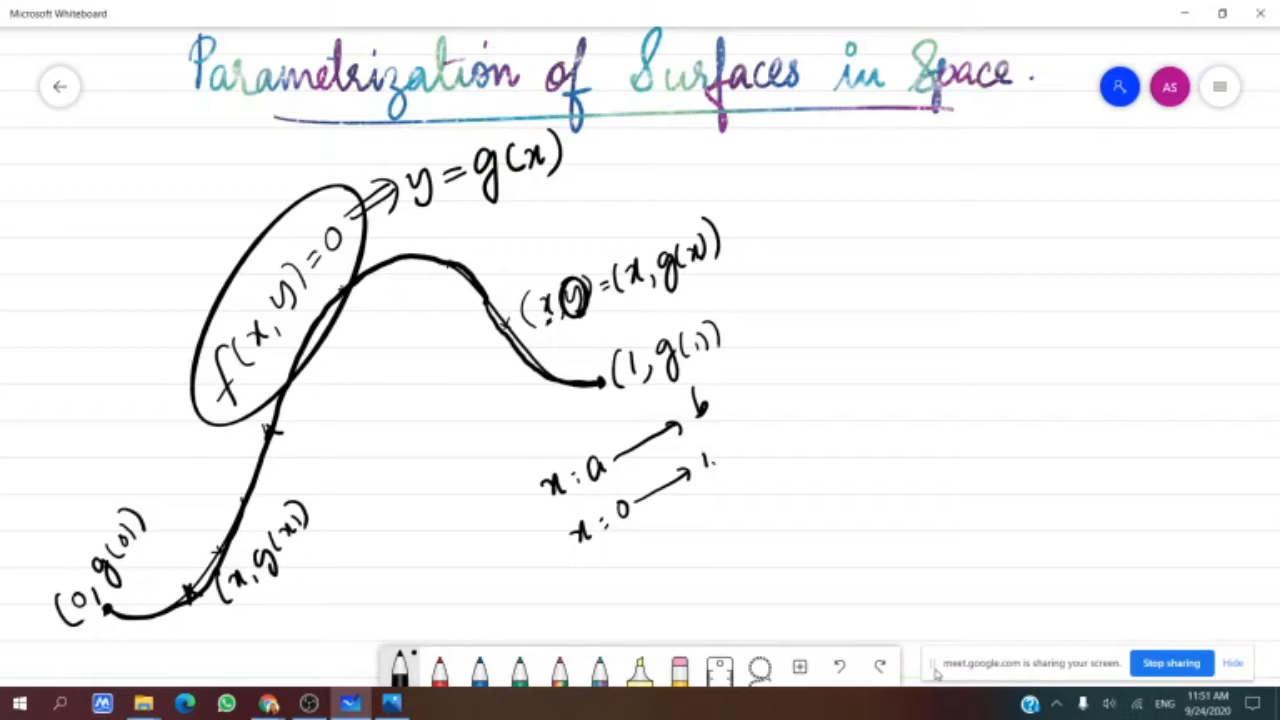 Microsoft Whiteboard
Parametrization of Surfaces in Space.
AS
f(x, y) = 0 ⇒ y = g(x)
(x, y) = (x, g(x))
(1, g(1))
x : a → b
x : 0 → 1.
(0, g(0))
(x, g(x))
meet.google.com is sharing your screen.
Stop sharing
Hide
ENG
11:51 AM
9/24/2020